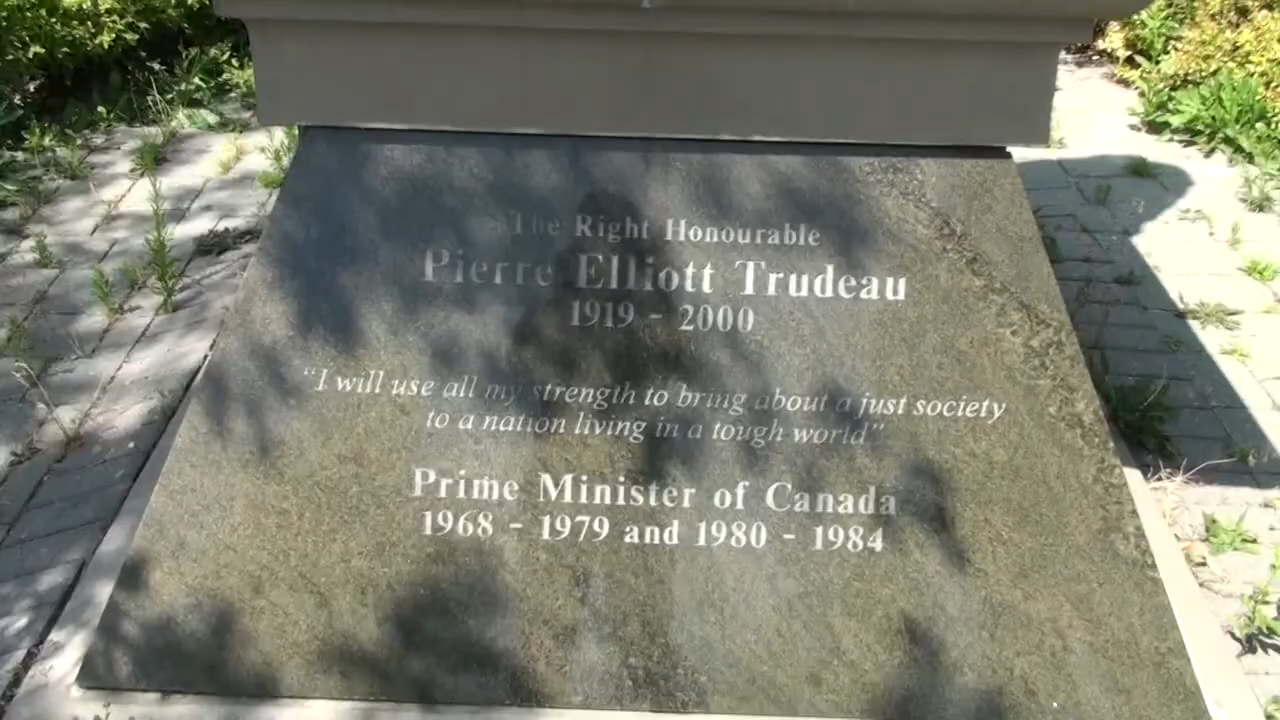 The Right Honourable
Pierre Elliott Trudeau
1919 - 2000
"I will use all my strength to bring about a just society
to a nation living in a tough world"
Prime Minister of Canada
1968 - 1979 and 1980 - 1984